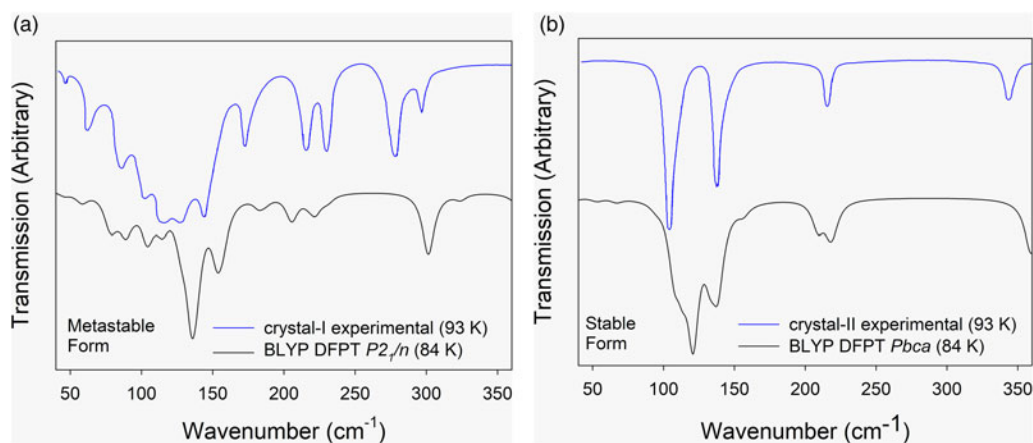 (a)
Transmission (Arbitrary)
Metastable
Form
crystal-I experimental (93 K)
BLYP DFPT P2₁/n (84 K)
50 100 150 200 250 300 350
Wavenumber (cm⁻¹)
(b)
Transmission (Arbitrary)
Stable
Form
crystal-II experimental (93 K)
BLYP DFPT Pbca (84 K)
50 100 150 200 250 300 350
Wavenumber (cm⁻¹)